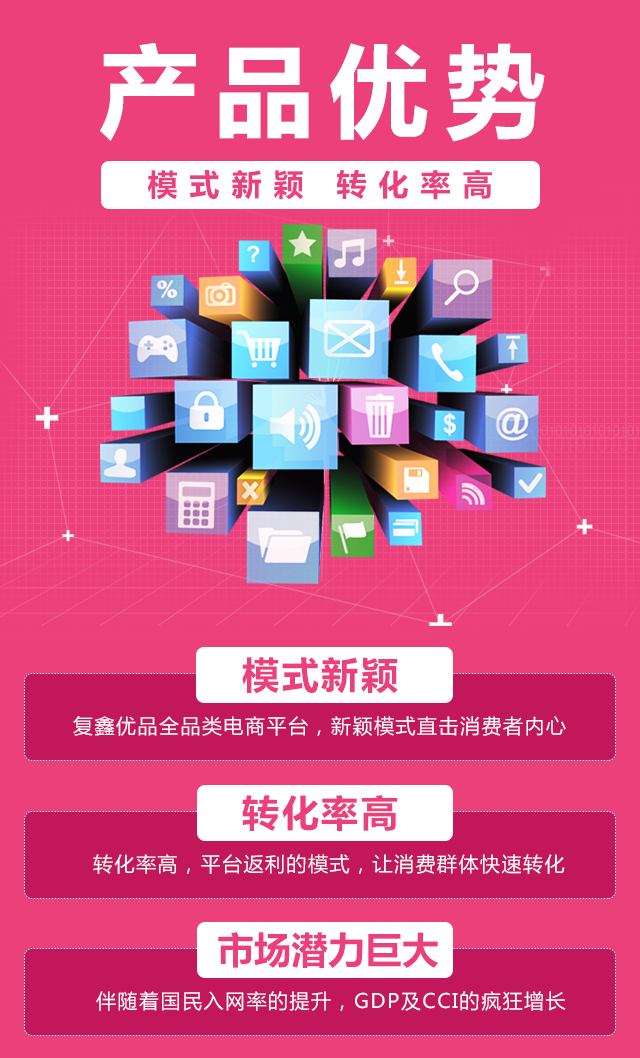 产品优势
模式新颖 转化率高
%
?
$
@
模式新颖
复鑫优品全品类电商平台，新颖模式直击消费者内心
转化率高
转化率高，平台返利的模式，让消费群体快速转化
市场潜力巨大
伴随着国民入网率的提升，GDP及CCI的疯狂增长